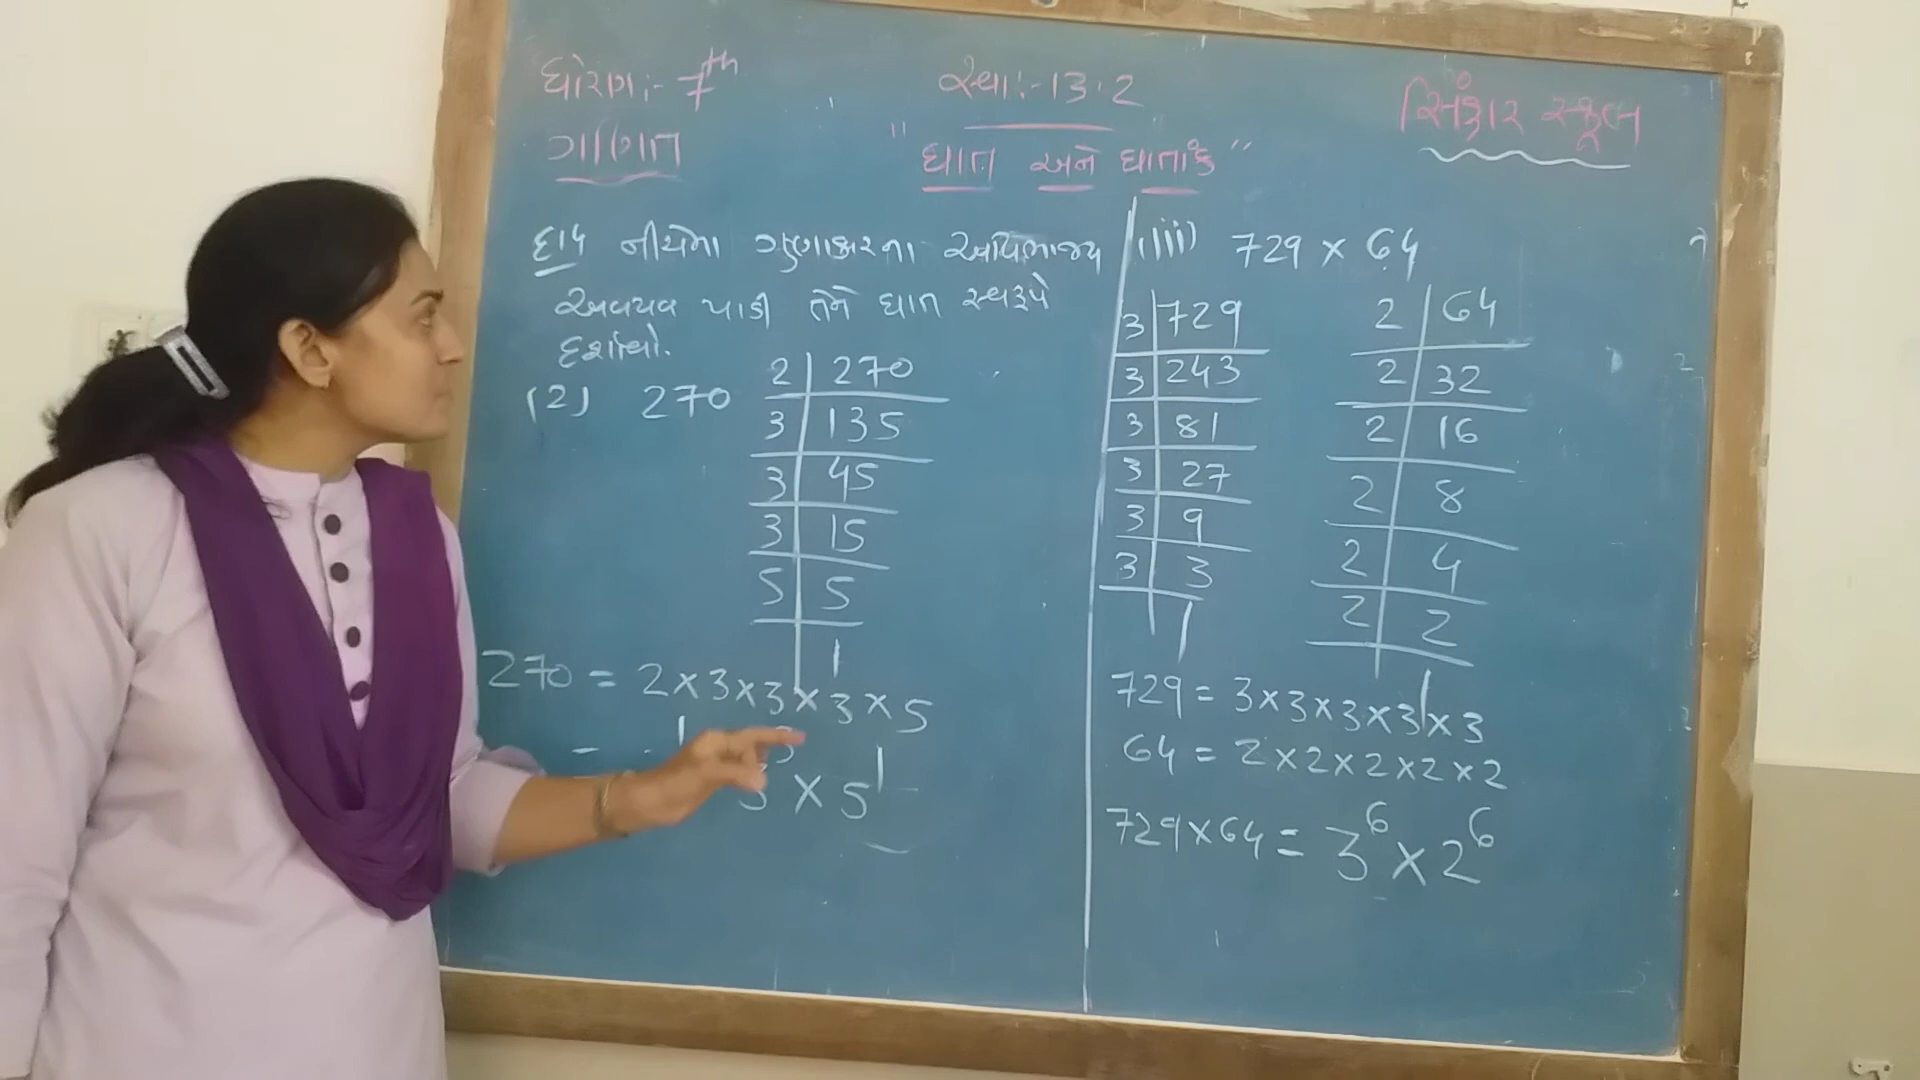 ધોરણ:- 7th
ગણિત
સ્વા:-13.2
"ઘાત અને ઘાતાંક"
સ્કૂલ
દા4 નીચેના ગુણાકારના અવિભાજ્ય
અવયવ પાડી તેને ઘાત સ્વરૂપે
દર્શાવો.
(2) 270
2 | 270
3 | 135
3 | 45
3 | 15
5 | 5
1
270 = 2×3×3×3×5
× 5¹
(iii) 729 × 64
3 | 729
3 | 243
3 | 81
3 | 27
3 | 9
3 | 3
1
2 | 64
2 | 32
2 | 16
2 | 8
2 | 4
2 | 2
1
729 = 3×3×3×3×3
64 = 2×2×2×2×2
729×64 = 3⁶ × 2⁶